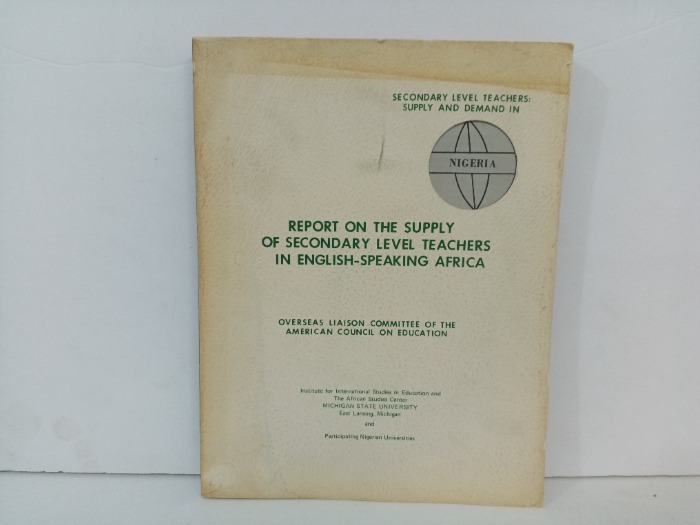 SECONDARY LEVEL TEACHERS:
SUPPLY AND DEMAND IN
NIGERIA
REPORT ON THE SUPPLY
OF SECONDARY LEVEL TEACHERS
IN ENGLISH-SPEAKING AFRICA
OVERSEAS LIAISON COMMITTEE OF THE
AMERICAN COUNCIL ON EDUCATION
Institute for International Studies in Education and
The African Studies Center
MICHIGAN STATE UNIVERSITY
East Lansing, Michigan
and
Participating Nigerian Universities